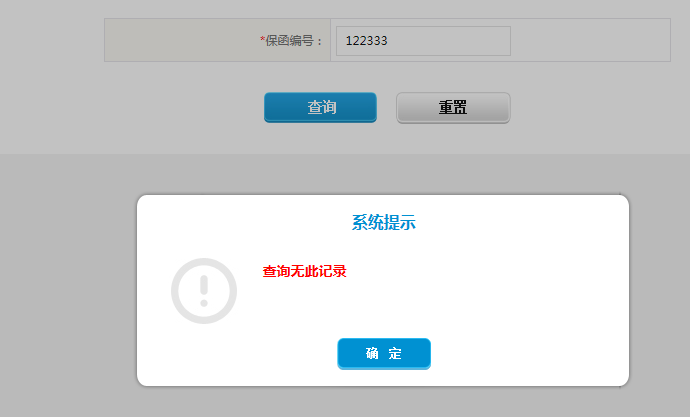 *保函编号：
122333
查询
重置
系统提示
查询无此记录
确 定